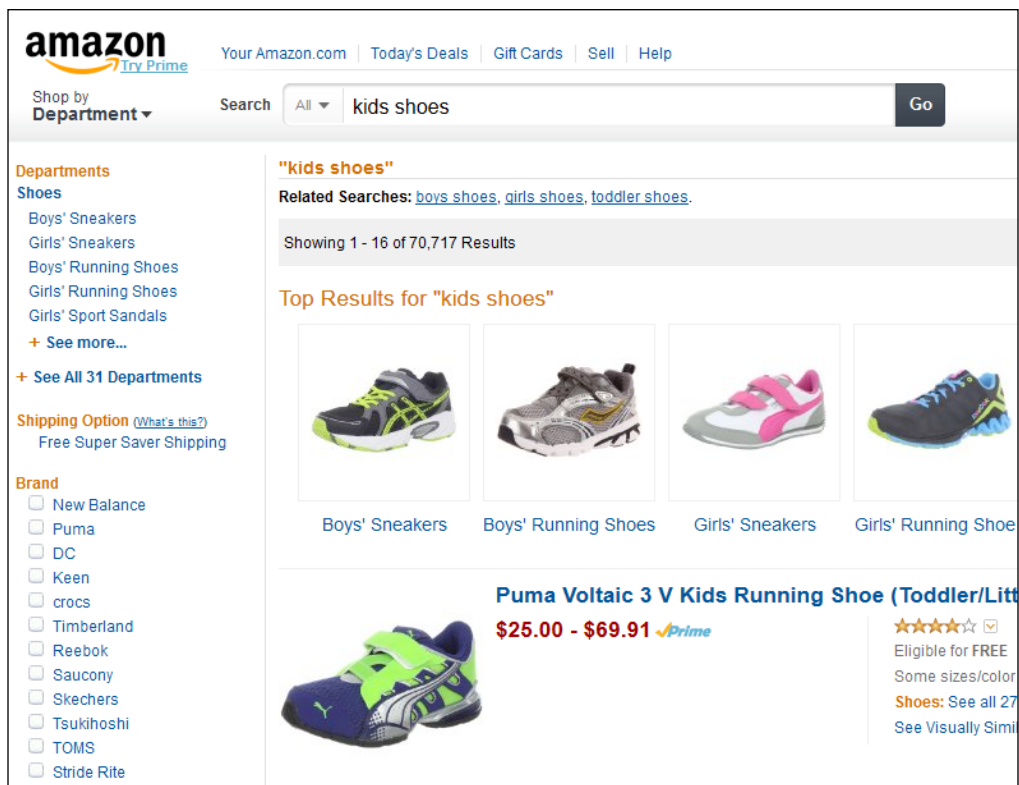 amazon
Try Prime
Your Amazon.com
Today's Deals
Gift Cards
Sell
Help
Shop by
Department
Search
All
kids shoes
Go
Departments
Shoes
Boys' Sneakers
Girls' Sneakers
Boys' Running Shoes
Girls' Running Shoes
Girls' Sport Sandals
+ See more...
+ See All 31 Departments
Shipping Option (What's this?)
Free Super Saver Shipping
Brand
New Balance
Puma
DC
Keen
crocs
Timberland
Reebok
Saucony
Skechers
Tsukihoshi
TOMS
Stride Rite
"kids shoes"
Related Searches: boys shoes, girls shoes, toddler shoes.
Showing 1 - 16 of 70,717 Results
Top Results for "kids shoes"
Boys' Sneakers
Boys' Running Shoes
Girls' Sneakers
Girls' Running Shoe
Puma Voltaic 3 V Kids Running Shoe (Toddler/Litt
$25.00 - $69.91 Prime
Eligible for FREE
Some sizes/color
Shoes: See all 27
See Visually Simil